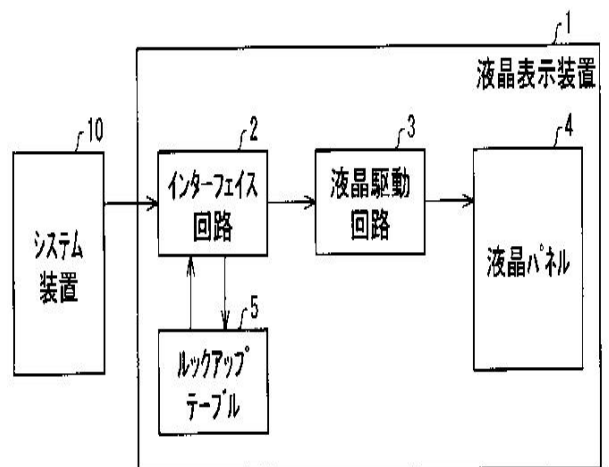 1
液晶表示装置
10
システム
装置
2
インターフェイス
回路
3
液晶駆動
回路
4
液晶パネル
5
ルックアップ
テーブル